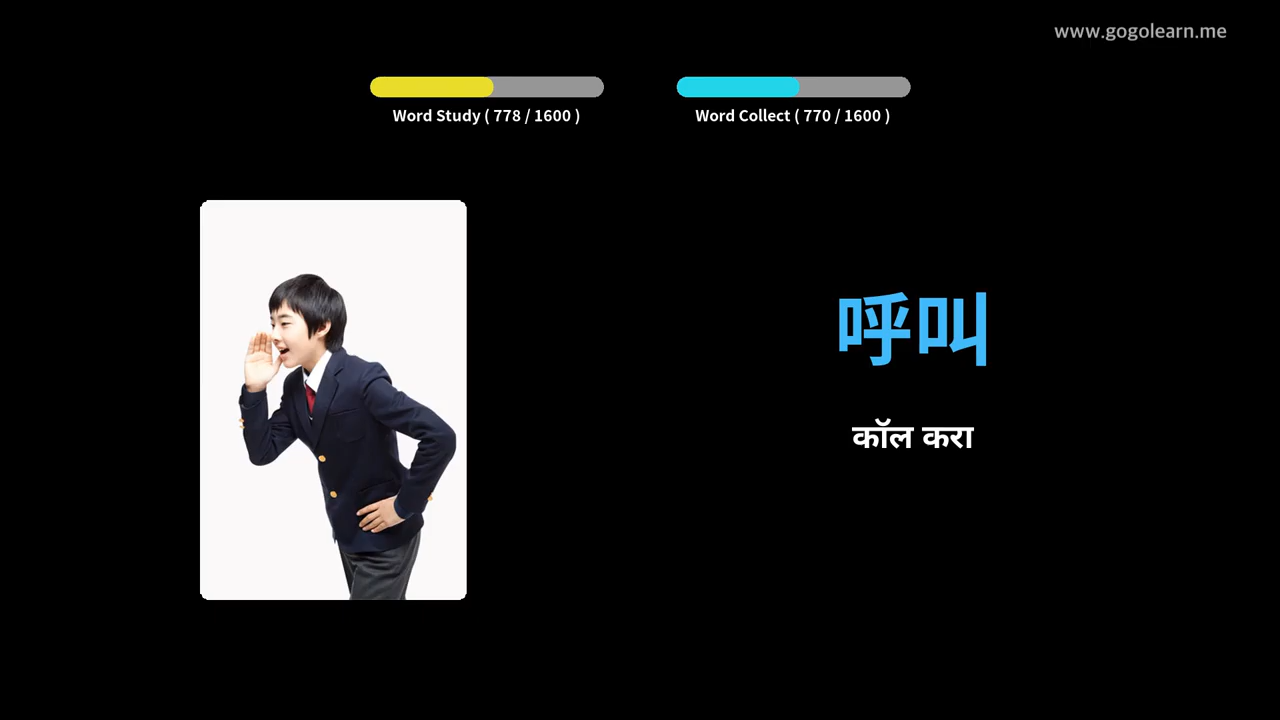 www.gogolearn.me
Word Study ( 778 / 1600 )
Word Collect ( 770 / 1600 )
呼叫
कॉल करा